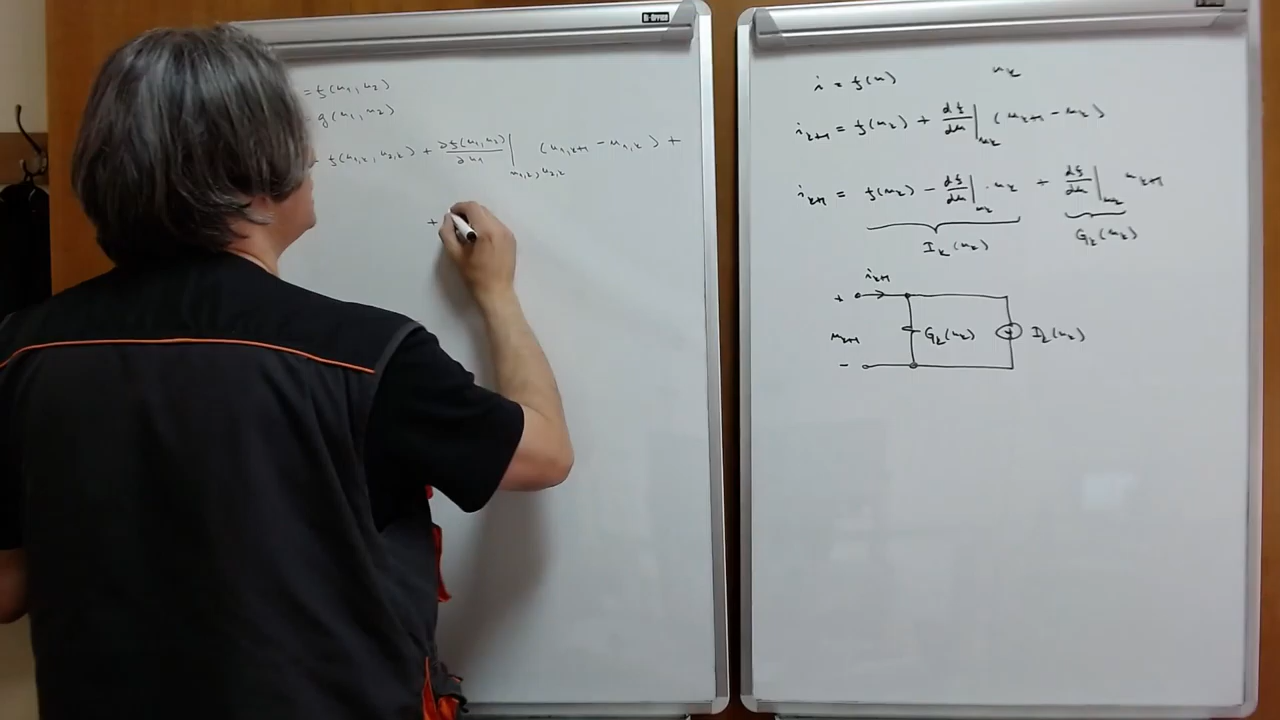 = f(u₁, u₂)
= g(u₁, u₂)
f(u₁,ₖ, u₂,ₖ) + ∂f(u₁, u₂)/∂u₁ |u₁,ₖ, u₂,ₖ (u₁,ₖ₊₁ − u₁,ₖ) +
+
i = f(u) uₖ
iₖ₊₁ = f(uₖ) + df/du |uₖ (uₖ₊₁ − uₖ)
iₖ₊₁ = f(uₖ) − df/du |uₖ · uₖ + df/du |uₖ uₖ₊₁
Iₖ(uₖ) Gₖ(uₖ)
iₖ₊₁
+
uₖ₊₁ Gₖ(uₖ) Iₖ(uₖ)
−